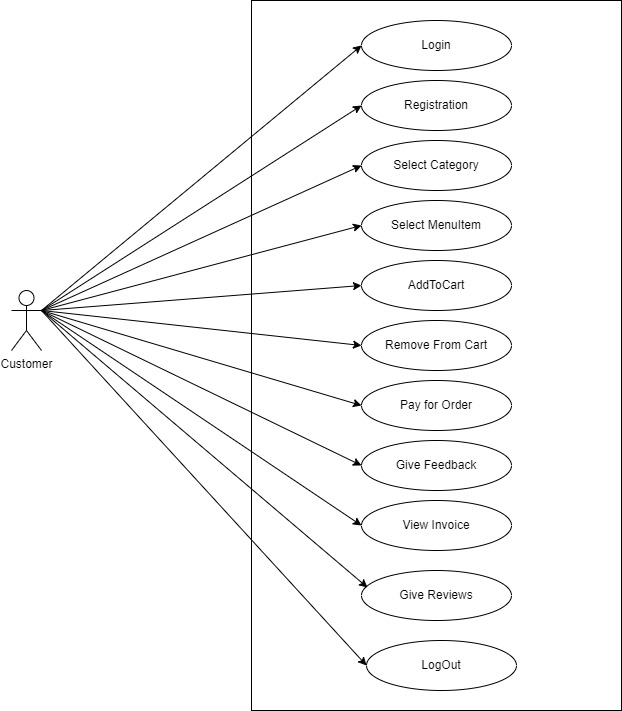 Login
Registration
Select Category
Select MenuItem
AddToCart
Remove From Cart
Customer
Pay for Order
Give Feedback
View Invoice
Give Reviews
LogOut